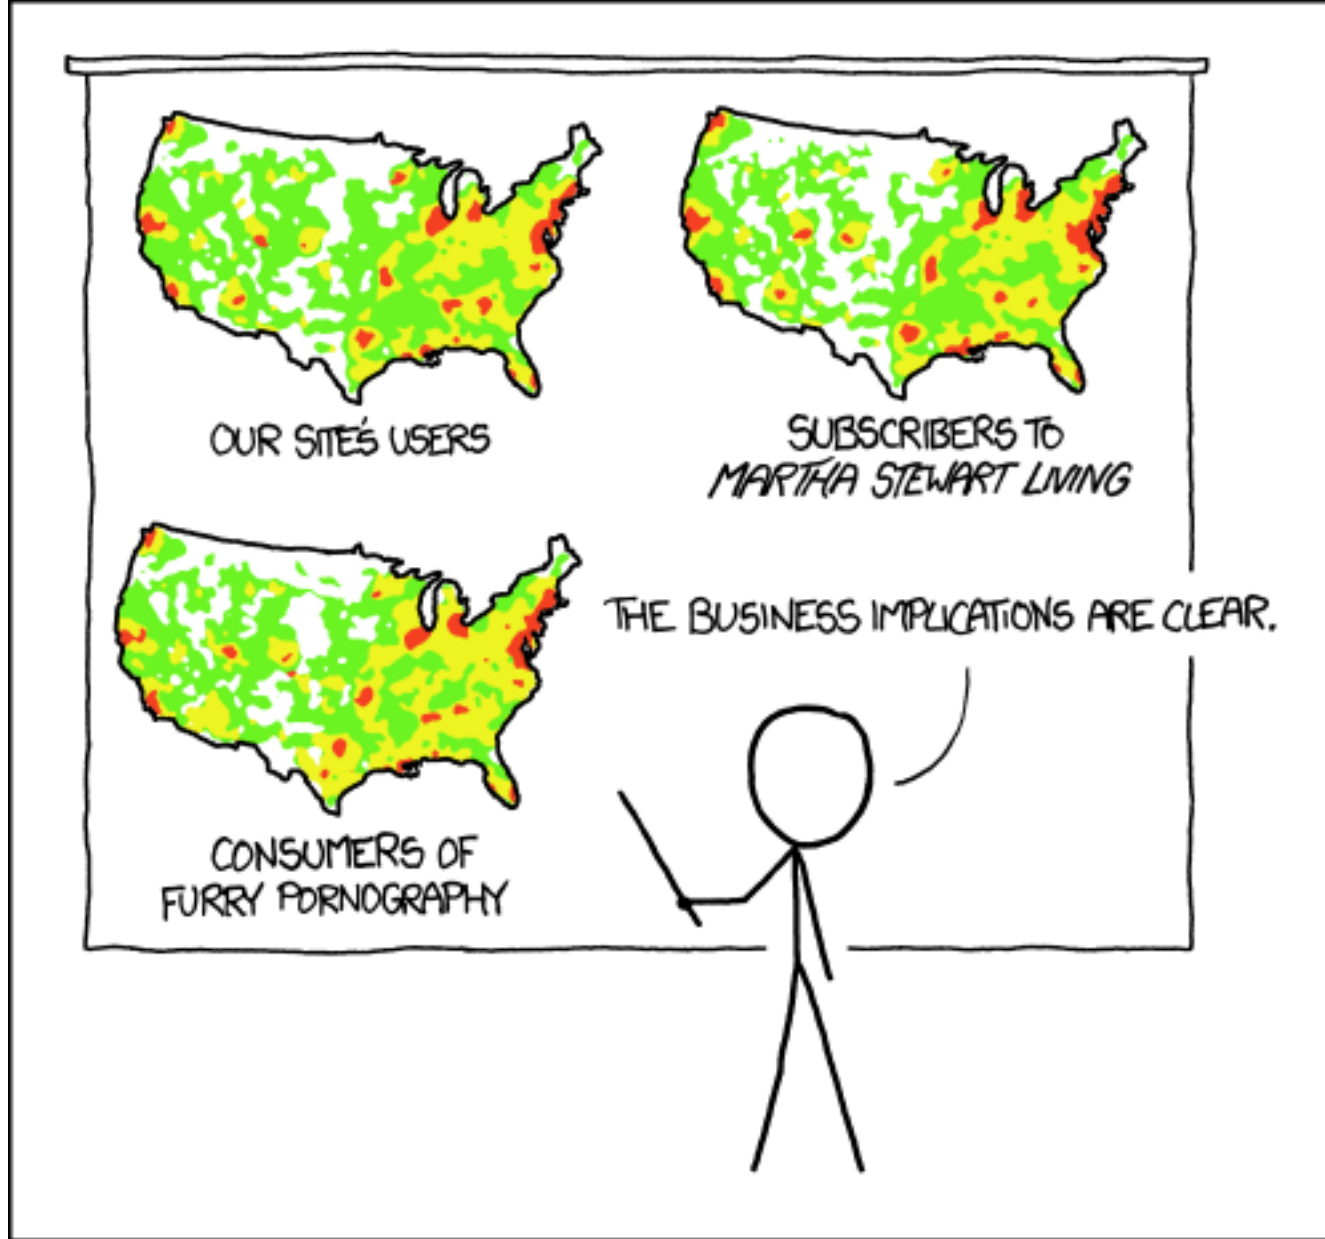 OUR SITE'S USERS
SUBSCRIBERS TO
MARTHA STEWART LIVING
CONSUMERS OF
FURRY PORNOGRAPHY
THE BUSINESS IMPLICATIONS ARE CLEAR.